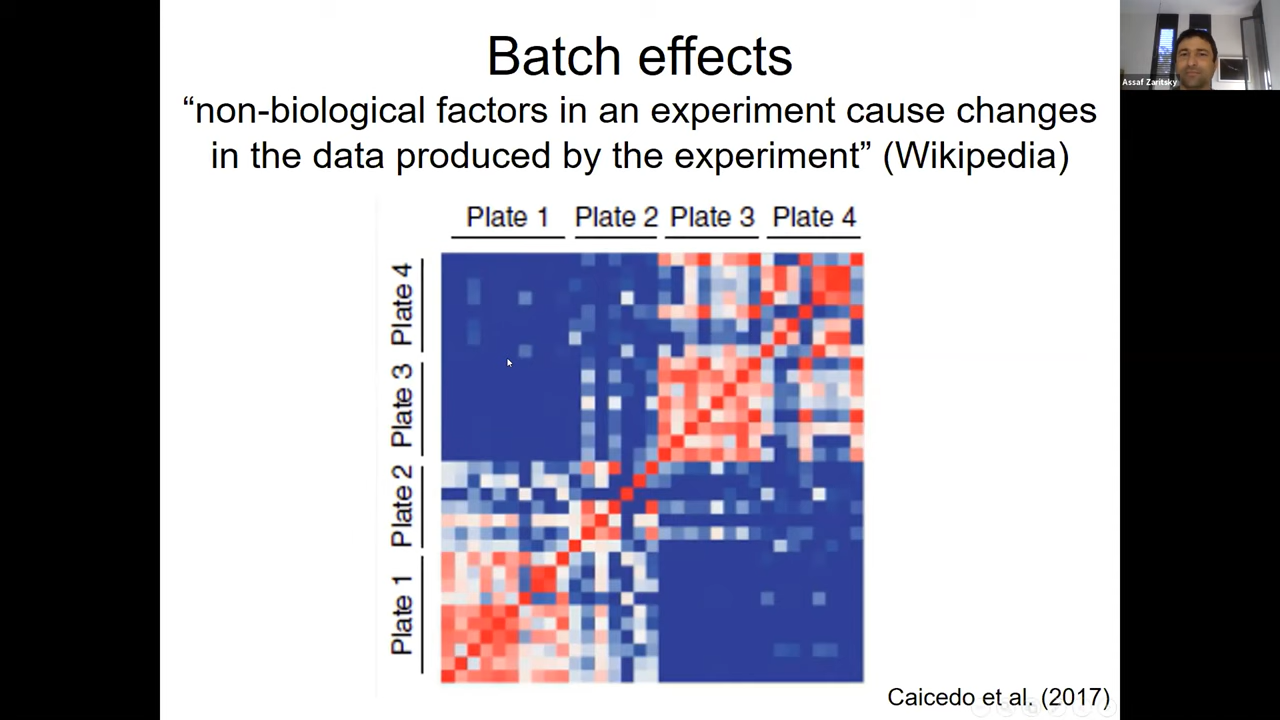 Batch effects
“non-biological factors in an experiment cause changes
in the data produced by the experiment” (Wikipedia)
Assaf Zaritsky
Plate 1 Plate 2 Plate 3 Plate 4
Plate 4
Plate 3
Plate 2
Plate 1
Caicedo et al. (2017)